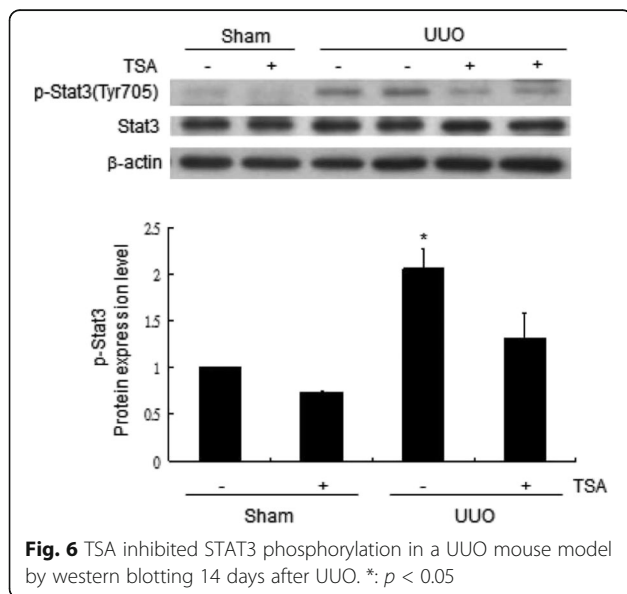 Sham UUO
TSA - + - - + +
p-Stat3(Tyr705)
Stat3
β-actin
p-Stat3
Protein expression level
2.5
2
1.5
1
0.5
0
*
- + - + TSA
Sham UUO
Fig. 6 TSA inhibited STAT3 phosphorylation in a UUO mouse model
by western blotting 14 days after UUO. *: p < 0.05